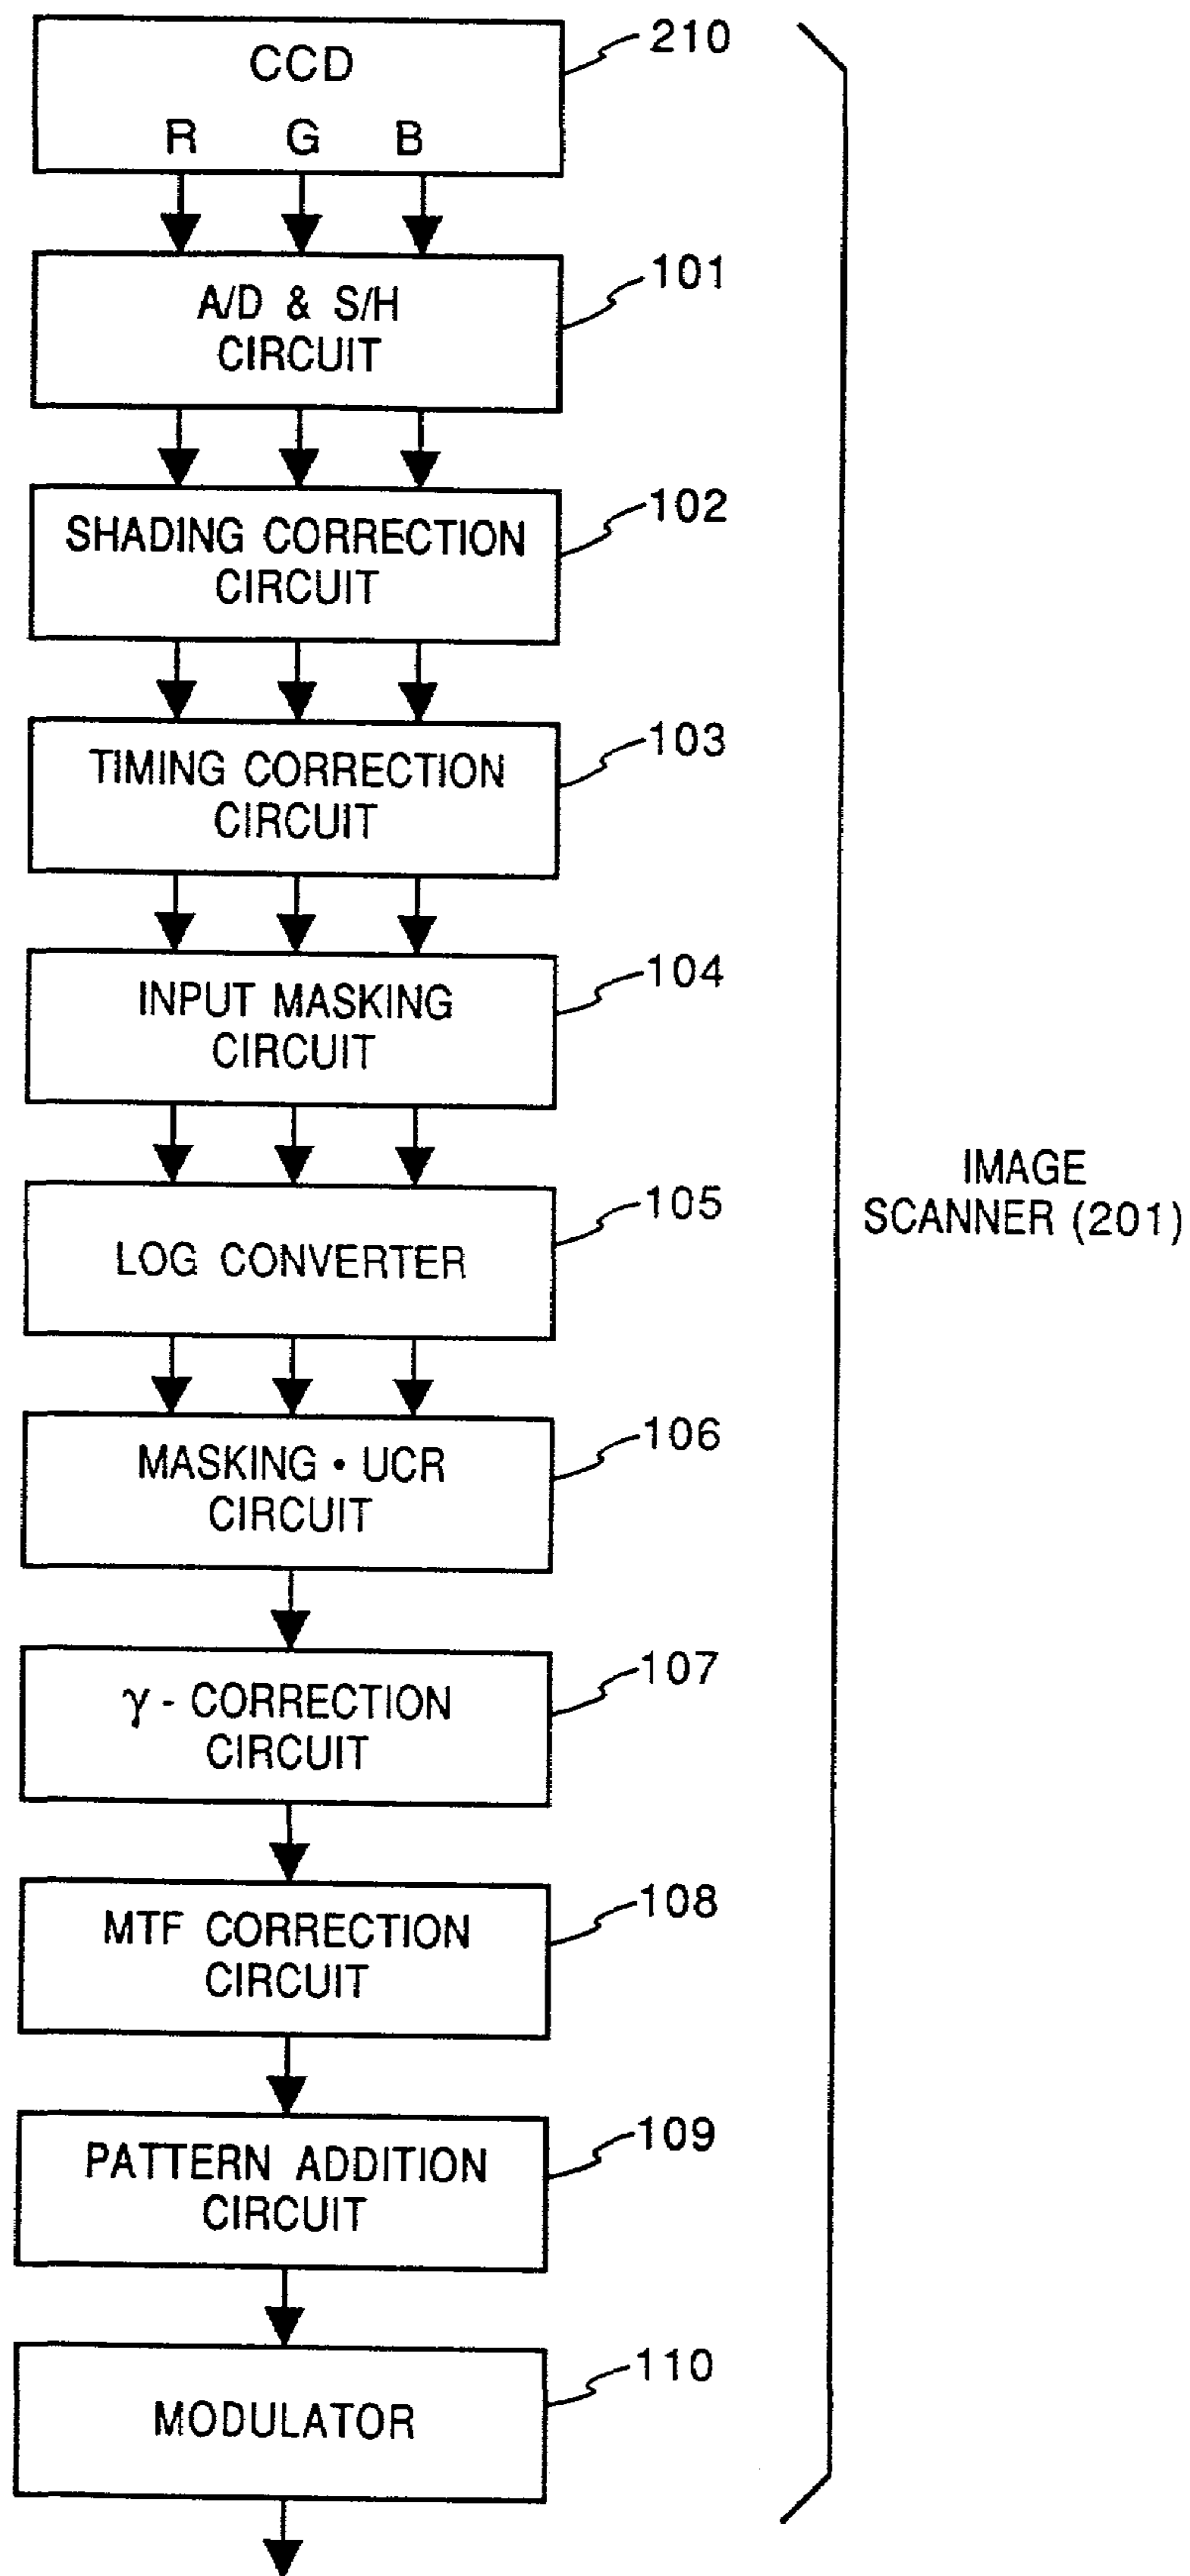 CCD
R G B
210
A/D & S/H
CIRCUIT
101
SHADING CORRECTION
CIRCUIT
102
TIMING CORRECTION
CIRCUIT
103
INPUT MASKING
CIRCUIT
104
LOG CONVERTER
105
MASKING • UCR
CIRCUIT
106
γ - CORRECTION
CIRCUIT
107
MTF CORRECTION
CIRCUIT
108
PATTERN ADDITION
CIRCUIT
109
MODULATOR
110
IMAGE
SCANNER (201)